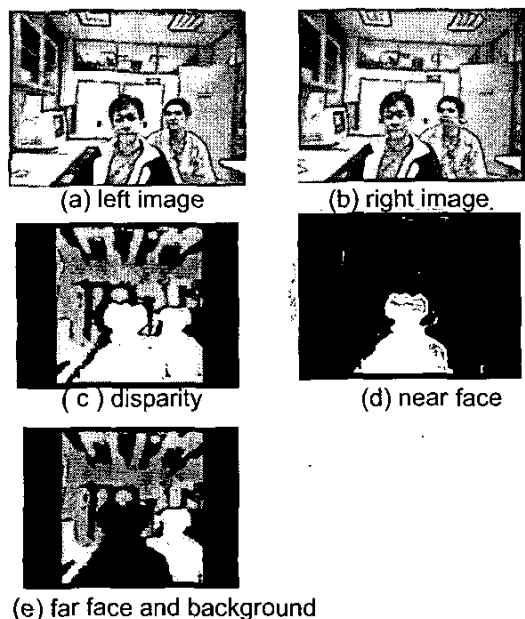 (a) left image
(b) right image
( c ) disparity
(d) near face
(e) far face and background